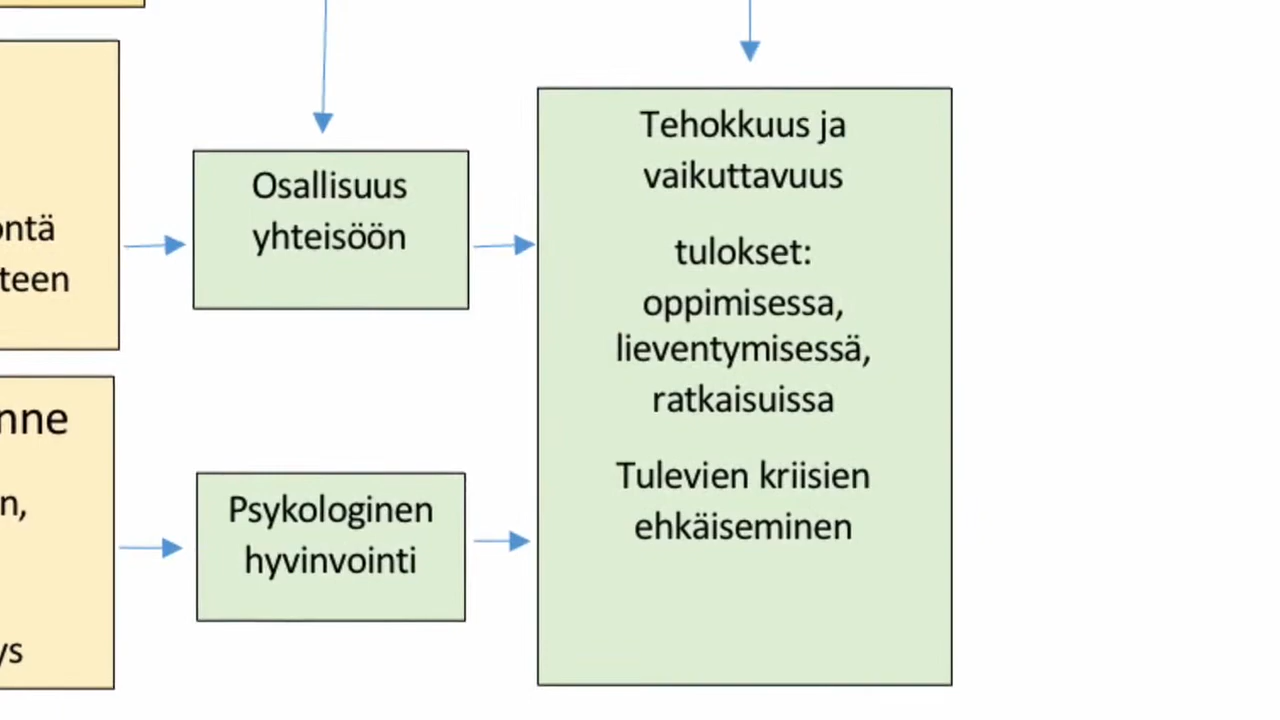 Osallisuus
yhteisöön
Psykologinen
hyvinvointi
Tehokkuus ja
vaikuttavuus
tulokset:
oppimisessa,
lieventymisessä,
ratkaisuissa
Tulevien kriisien
ehkäiseminen